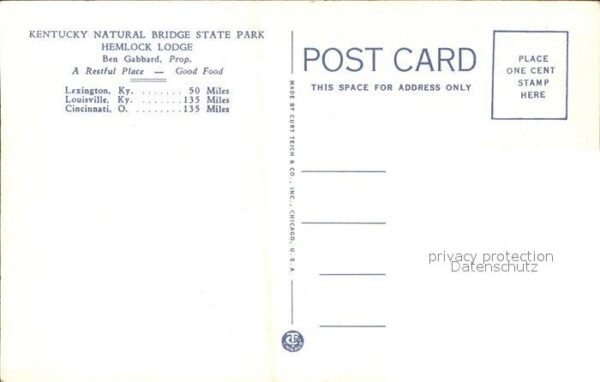 KENTUCKY NATURAL BRIDGE STATE PARK
HEMLOCK LODGE
Ben Gabbard, Prop.
A Restful Place — Good Food
Lexington, Ky. ........ 50 Miles
Louisville, Ky. ........ 135 Miles
Cincinnati, O. ........ 135 Miles
MADE BY CURT TEICH & CO., INC., CHICAGO, U.S.A.
POST CARD
THIS SPACE FOR ADDRESS ONLY
PLACE
ONE CENT
STAMP
HERE
privacy protection
Datenschutz